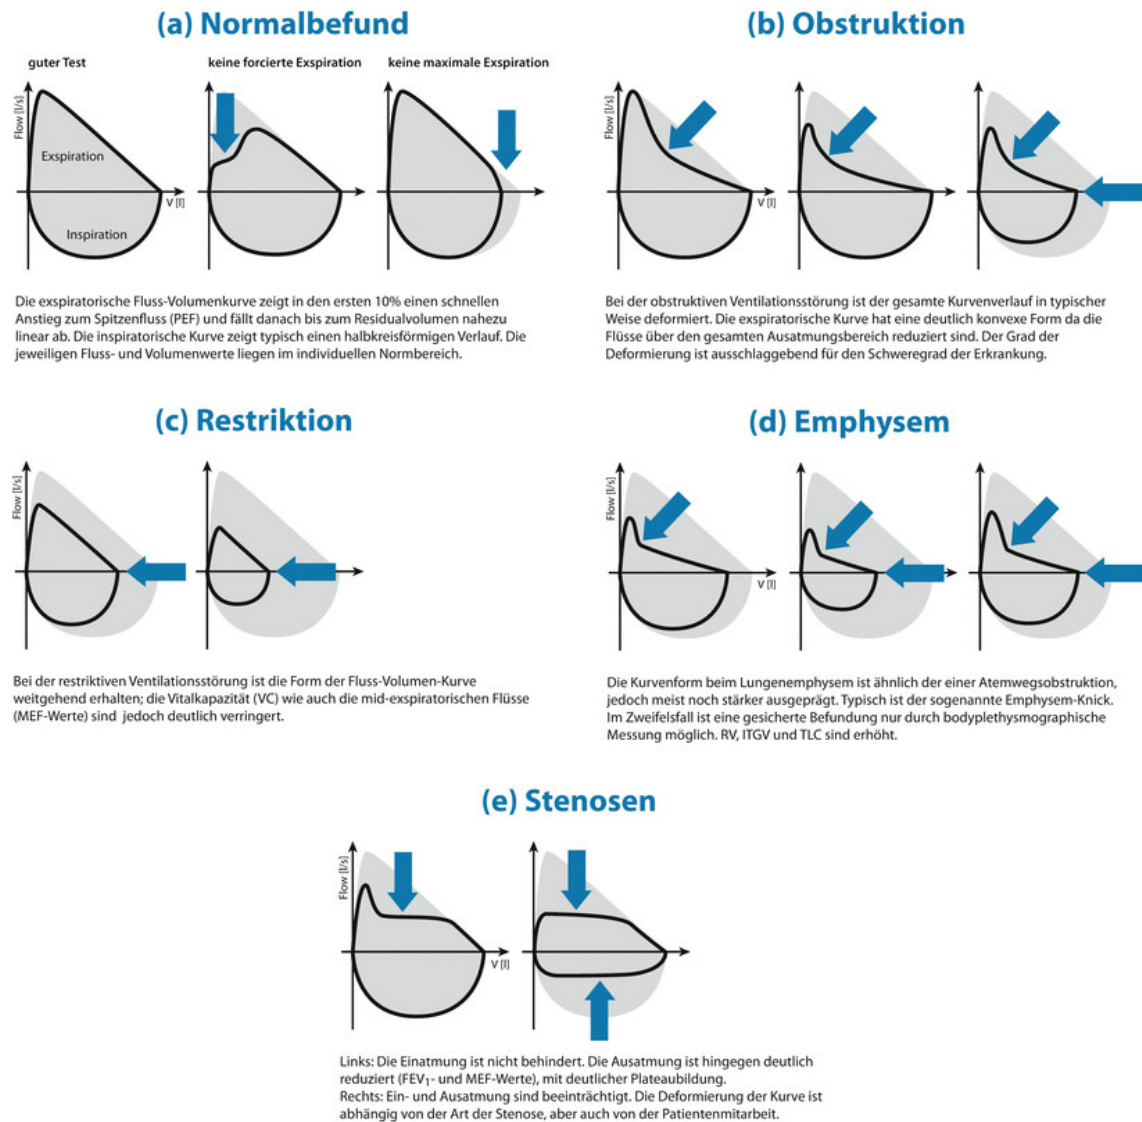 (a) Normalbefund
guter Test
keine forcierte Exspiration
keine maximale Exspiration
Flow [l/s]
Exspiration
V [l]
Inspiration
Die exspiratorische Fluss-Volumenkurve zeigt in den ersten 10% einen schnellen
Anstieg zum Spitzenfluss (PEF) und fällt danach bis zum Residualvolumen nahezu
linear ab. Die inspiratorische Kurve zeigt typisch einen halbkreisförmigen Verlauf. Die
jeweiligen Fluss- und Volumenwerte liegen im individuellen Normbereich.
(b) Obstruktion
Flow [l/s]
V [l]
Bei der obstruktiven Ventilationsstörung ist der gesamte Kurvenverlauf in typischer
Weise deformiert. Die exspiratorische Kurve hat eine deutlich konvexe Form da die
Flüsse über den gesamten Ausatmungsbereich reduziert sind. Der Grad der
Deformierung ist ausschlaggebend für den Schweregrad der Erkrankung.
(c) Restriktion
Flow [l/s]
V [l]
Bei der restriktiven Ventilationsstörung ist die Form der Fluss-Volumen-Kurve
weitgehend erhalten; die Vitalkapazität (VC) wie auch die mid-exspiratorischen Flüsse
(MEF-Werte) sind jedoch deutlich verringert.
(d) Emphysem
Flow [l/s]
V [l]
Die Kurvenform beim Lungenemphysem ist ähnlich der einer Atemwegsobstruktion,
jedoch meist noch stärker ausgeprägt. Typisch ist der sogenannte Emphysem-Knick.
Im Zweifelsfall ist eine gesicherte Befundung nur durch bodyplethysmographische
Messung möglich. RV, ITGV und TLC sind erhöht.
(e) Stenosen
Flow [l/s]
V [l]
Links: Die Einatmung ist nicht behindert. Die Ausatmung ist hingegen deutlich
reduziert (FEV₁- und MEF-Werte), mit deutlicher Plateaubildung.
Rechts: Ein- und Ausatmung sind beeinträchtigt. Die Deformierung der Kurve ist
abhängig von der Art der Stenose, aber auch von der Patientenmitarbeit.